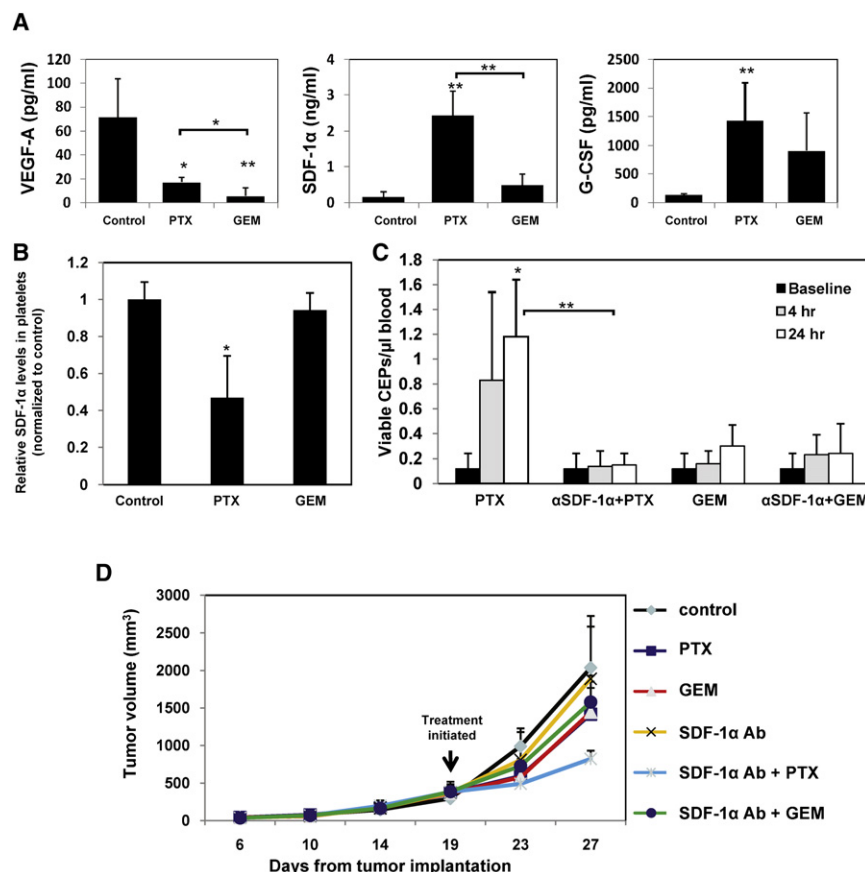 A
VEGF-A (pg/ml)
120
100
80
60
40
20
0
*
*
**
Control PTX GEM
SDF-1α (ng/ml)
4
3
2
1
0
**
**
Control PTX GEM
G-CSF (pg/ml)
2500
2000
1500
1000
500
0
**
Control PTX GEM
B
Relative SDF-1α levels in platelets
(normalized to control)
1.2
1
0.8
0.6
0.4
0.2
0
*
Control PTX GEM
C
Viable CEPs/µl blood
1.8
1.6
1.4
1.2
1
0.8
0.6
0.4
0.2
0
*
**
Baseline
4 hr
24 hr
PTX αSDF-1α+PTX GEM αSDF-1α+GEM
D
Tumor volume (mm³)
3000
2500
2000
1500
1000
500
0
Treatment
initiated
6 10 14 19 23 27
Days from tumor implantation
control
PTX
GEM
SDF-1α Ab
SDF-1α Ab + PTX
SDF-1α Ab + GEM